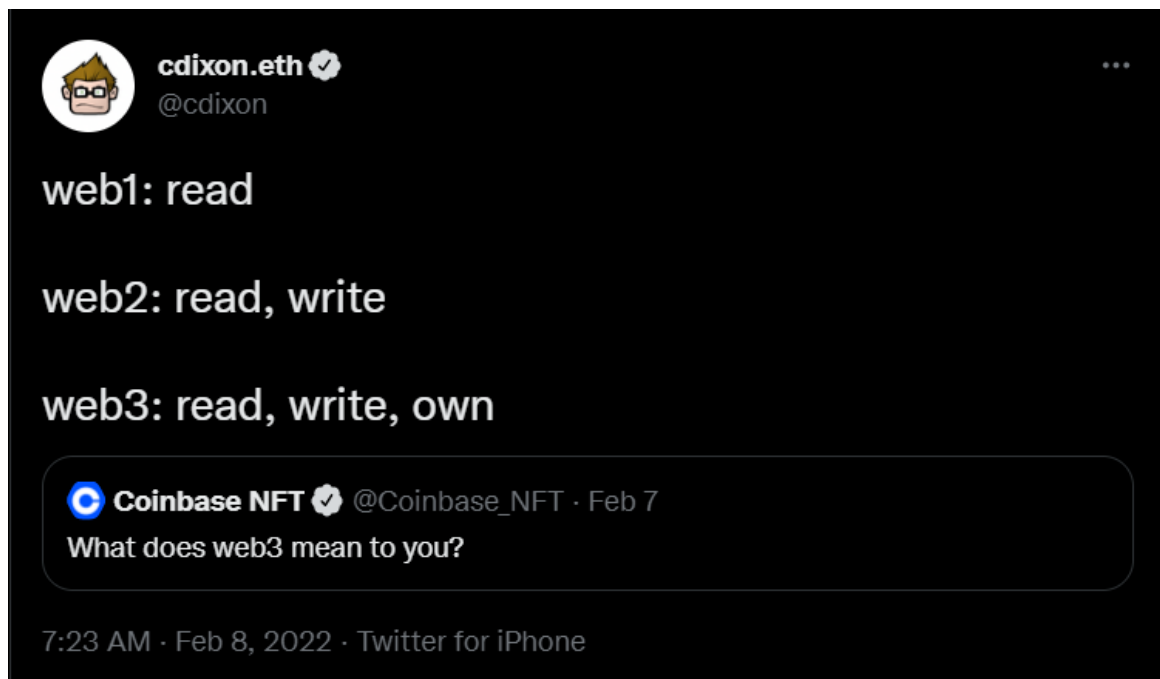 cdixon.eth
@cdixon
web1: read
web2: read, write
web3: read, write, own
Coinbase NFT @Coinbase_NFT · Feb 7
What does web3 mean to you?
7:23 AM · Feb 8, 2022 · Twitter for iPhone